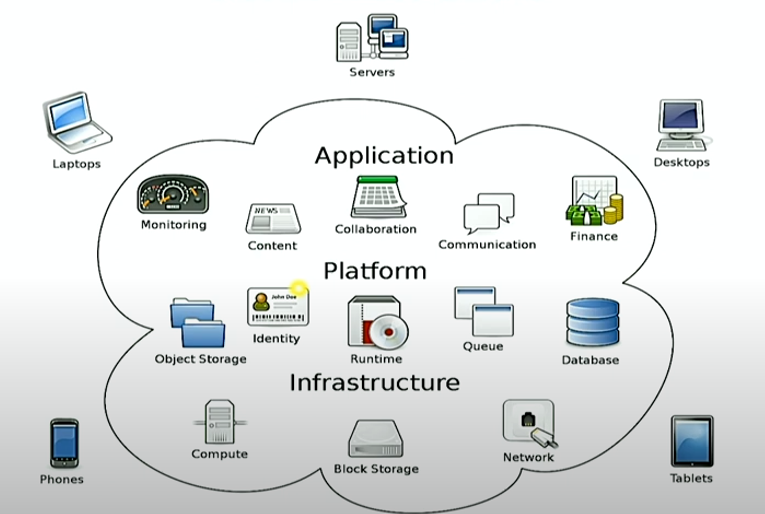 Servers
Laptops
Desktops
Application
Monitoring
NEWS
Content
Collaboration
Communication
Finance
Platform
Object Storage
John Doe
Identity
Runtime
Queue
Database
Infrastructure
Compute
Block Storage
Network
Phones
Tablets